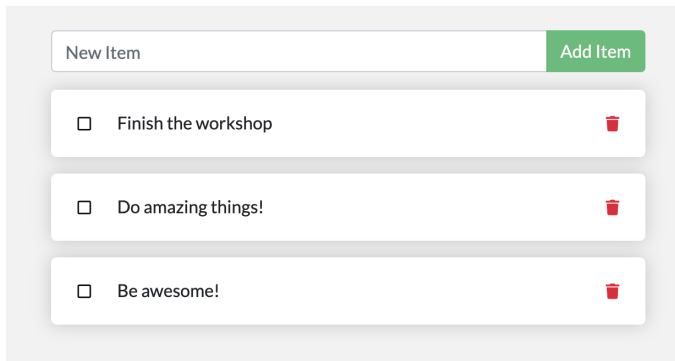 New Item Add Item
Finish the workshop
Do amazing things!
Be awesome!